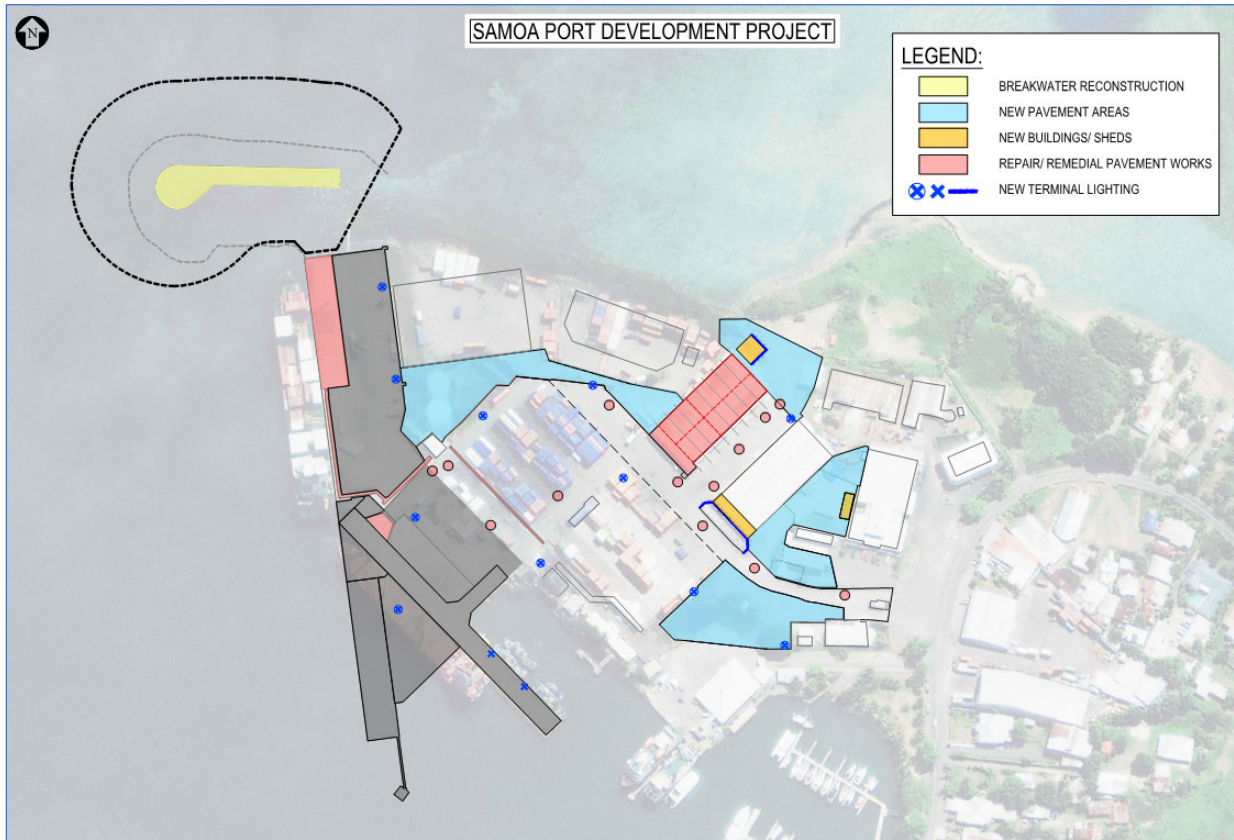 N
SAMOA PORT DEVELOPMENT PROJECT
LEGEND:
BREAKWATER RECONSTRUCTION
NEW PAVEMENT AREAS
NEW BUILDINGS/ SHEDS
REPAIR/ REMEDIAL PAVEMENT WORKS
NEW TERMINAL LIGHTING